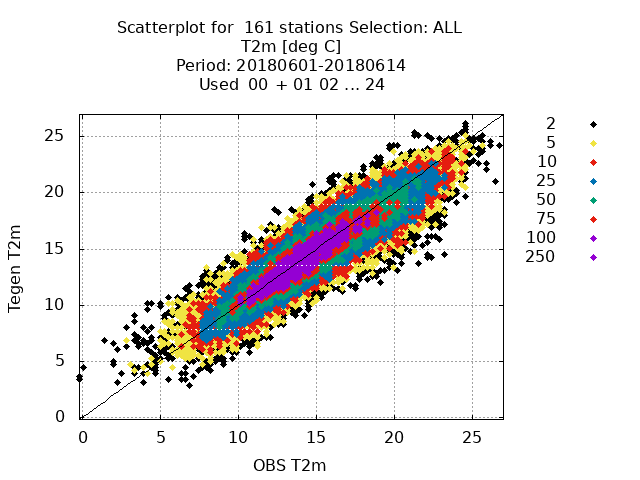 Scatterplot for 161 stations Selection: ALL
T2m [deg C]
Period: 20180601-20180614
Used 00 + 01 02 ... 24
2
5
10
25
50
75
100
250
Tegen T2m
25
20
15
10
5
0
0 5 10 15 20 25
OBS T2m